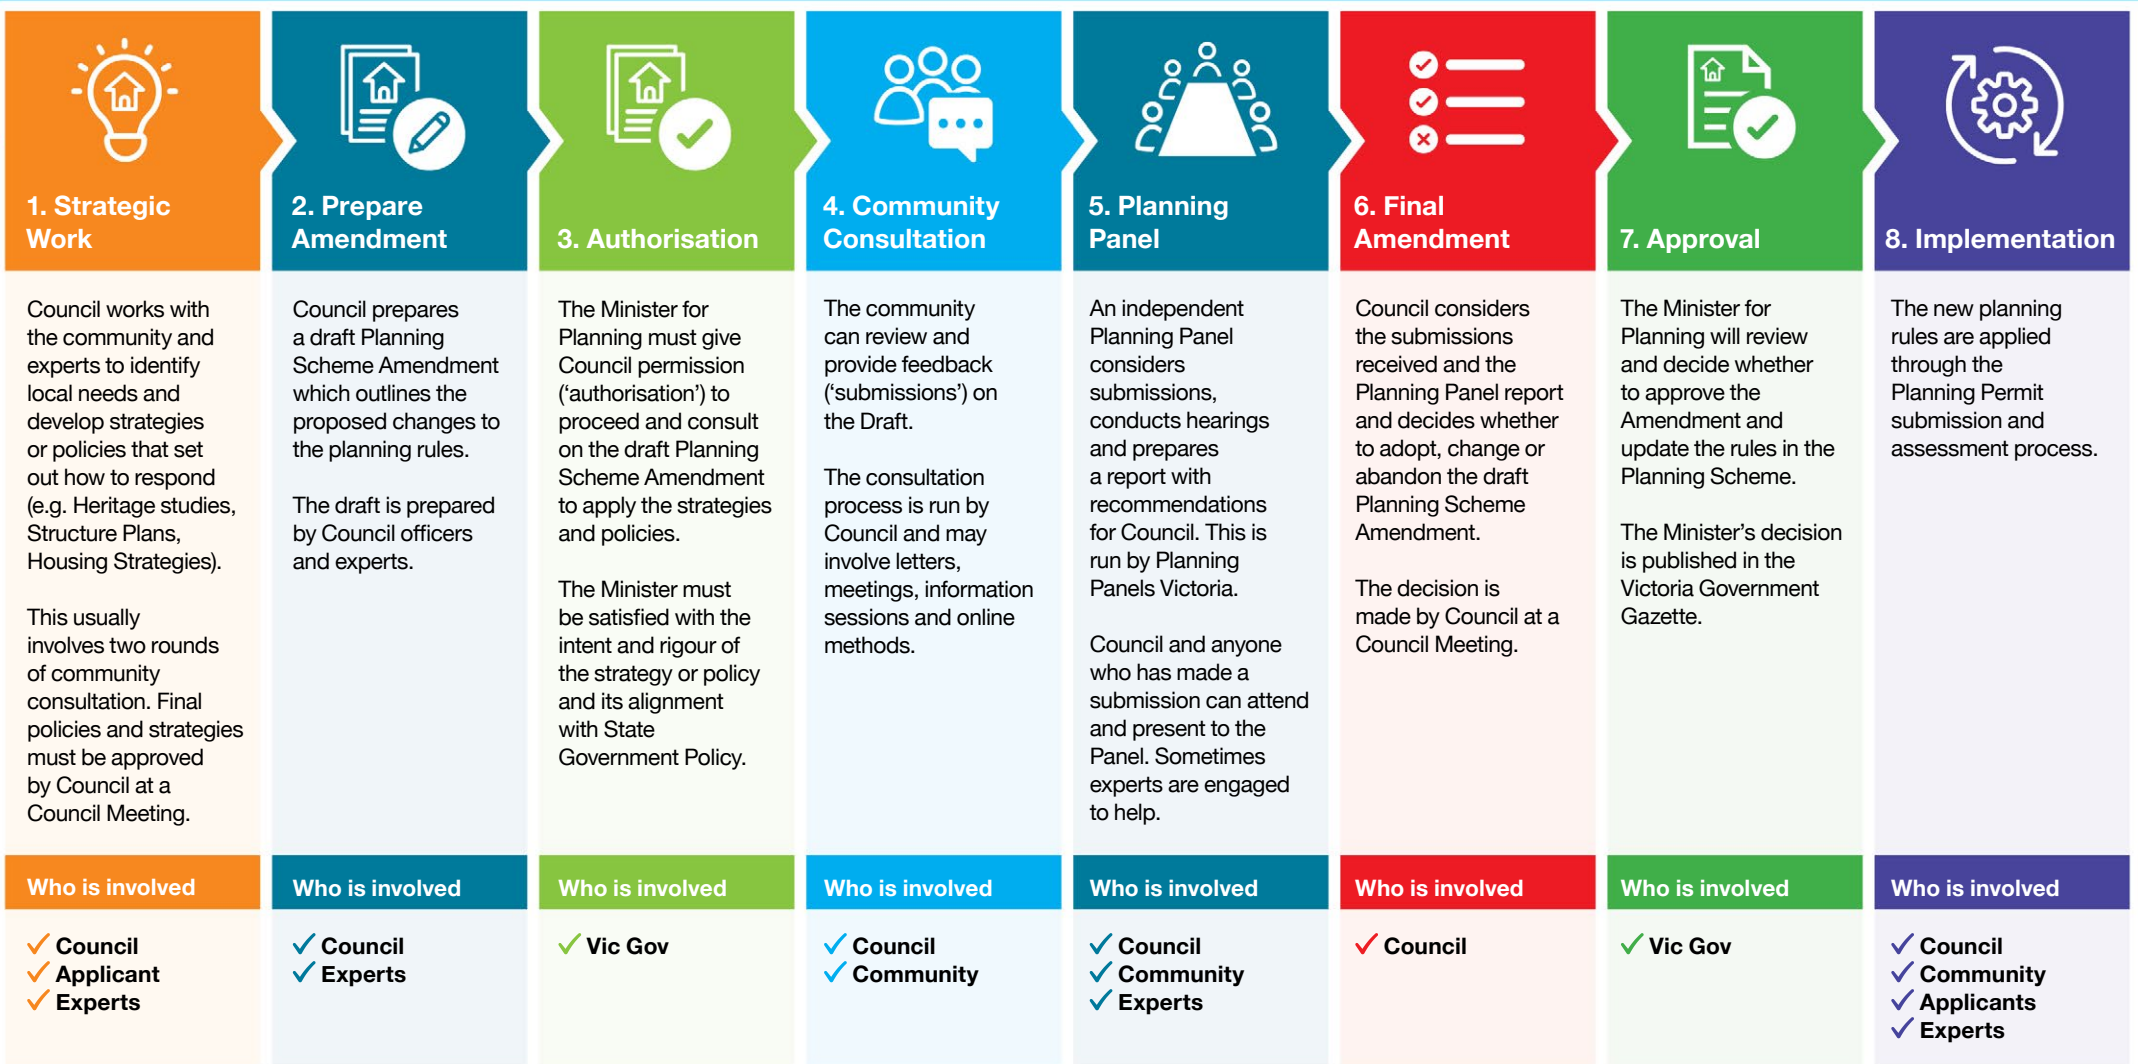 1. Strategic
Work
Council works with
the community and
experts to identify
local needs and
develop strategies
or policies that set
out how to respond
(e.g. Heritage studies,
Structure Plans,
Housing Strategies).
This usually
involves two rounds
of community
consultation. Final
policies and strategies
must be approved
by Council at a
Council Meeting.
Who is involved
Council
Applicant
Experts
2. Prepare
Amendment
Council prepares
a draft Planning
Scheme Amendment
which outlines the
proposed changes to
the planning rules.
The draft is prepared
by Council officers
and experts.
Who is involved
Council
Experts
3. Authorisation
The Minister for
Planning must give
Council permission
(‘authorisation’) to
proceed and consult
on the draft Planning
Scheme Amendment
to apply the strategies
and policies.
The Minister must
be satisfied with the
intent and rigour of
the strategy or policy
and its alignment
with State
Government Policy.
Who is involved
Vic Gov
4. Community
Consultation
The community
can review and
provide feedback
(‘submissions’) on
the Draft.
The consultation
process is run by
Council and may
involve letters,
meetings, information
sessions and online
methods.
Who is involved
Council
Community
5. Planning
Panel
An independent
Planning Panel
considers
submissions,
conducts hearings
and prepares
a report with
recommendations
for Council. This is
run by Planning
Panels Victoria.
Council and anyone
who has made a
submission can attend
and present to the
Panel. Sometimes
experts are engaged
to help.
Who is involved
Council
Community
Experts
6. Final
Amendment
Council considers
the submissions
received and the
Planning Panel report
and decides whether
to adopt, change or
abandon the draft
Planning Scheme
Amendment.
The decision is
made by Council at a
Council Meeting.
Who is involved
Council
7. Approval
The Minister for
Planning will review
and decide whether
to approve the
Amendment and
update the rules in the
Planning Scheme.
The Minister’s decision
is published in the
Victoria Government
Gazette.
Who is involved
Vic Gov
8. Implementation
The new planning
rules are applied
through the
Planning Permit
submission and
assessment process.
Who is involved
Council
Community
Applicants
Experts